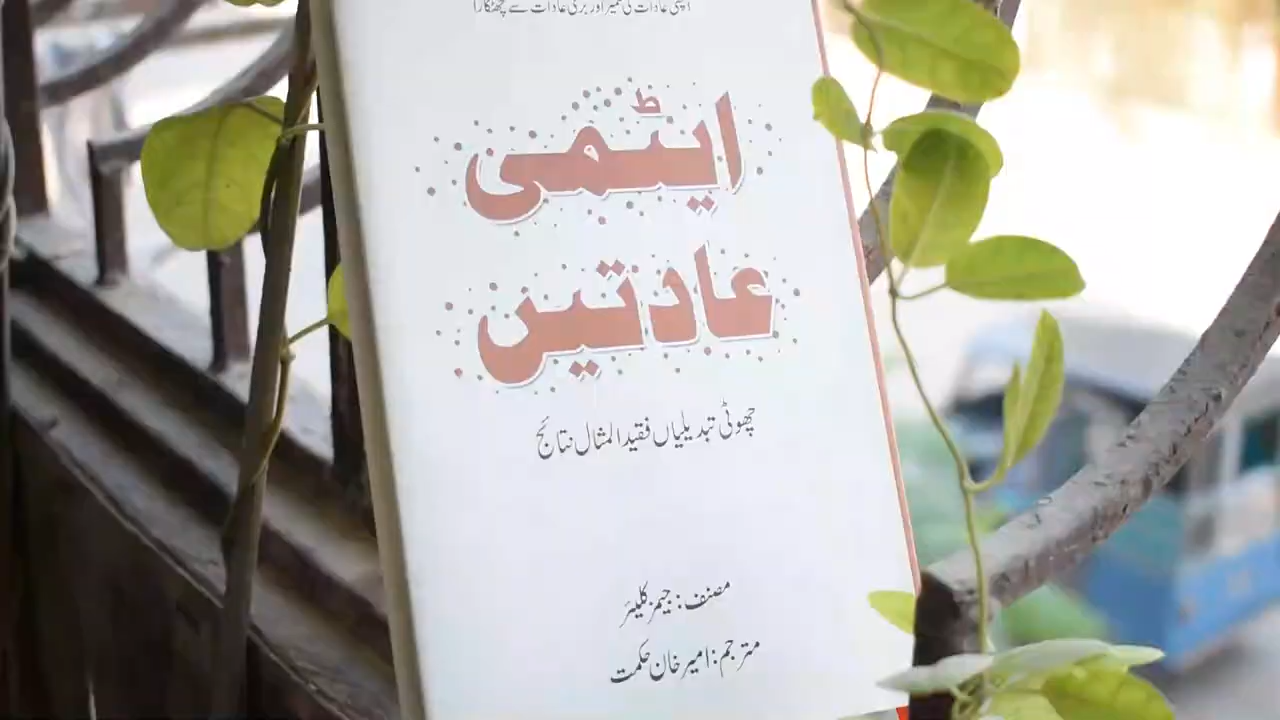 اچھی عادات کی تعمیر اور بری عادات سے چھٹکارا
ایٹمی
عادتیں
چھوٹی تبدیلیاں فقید المثال نتائج
مصنف: جیمز کلیئر
مترجم: امیر خان حکمت